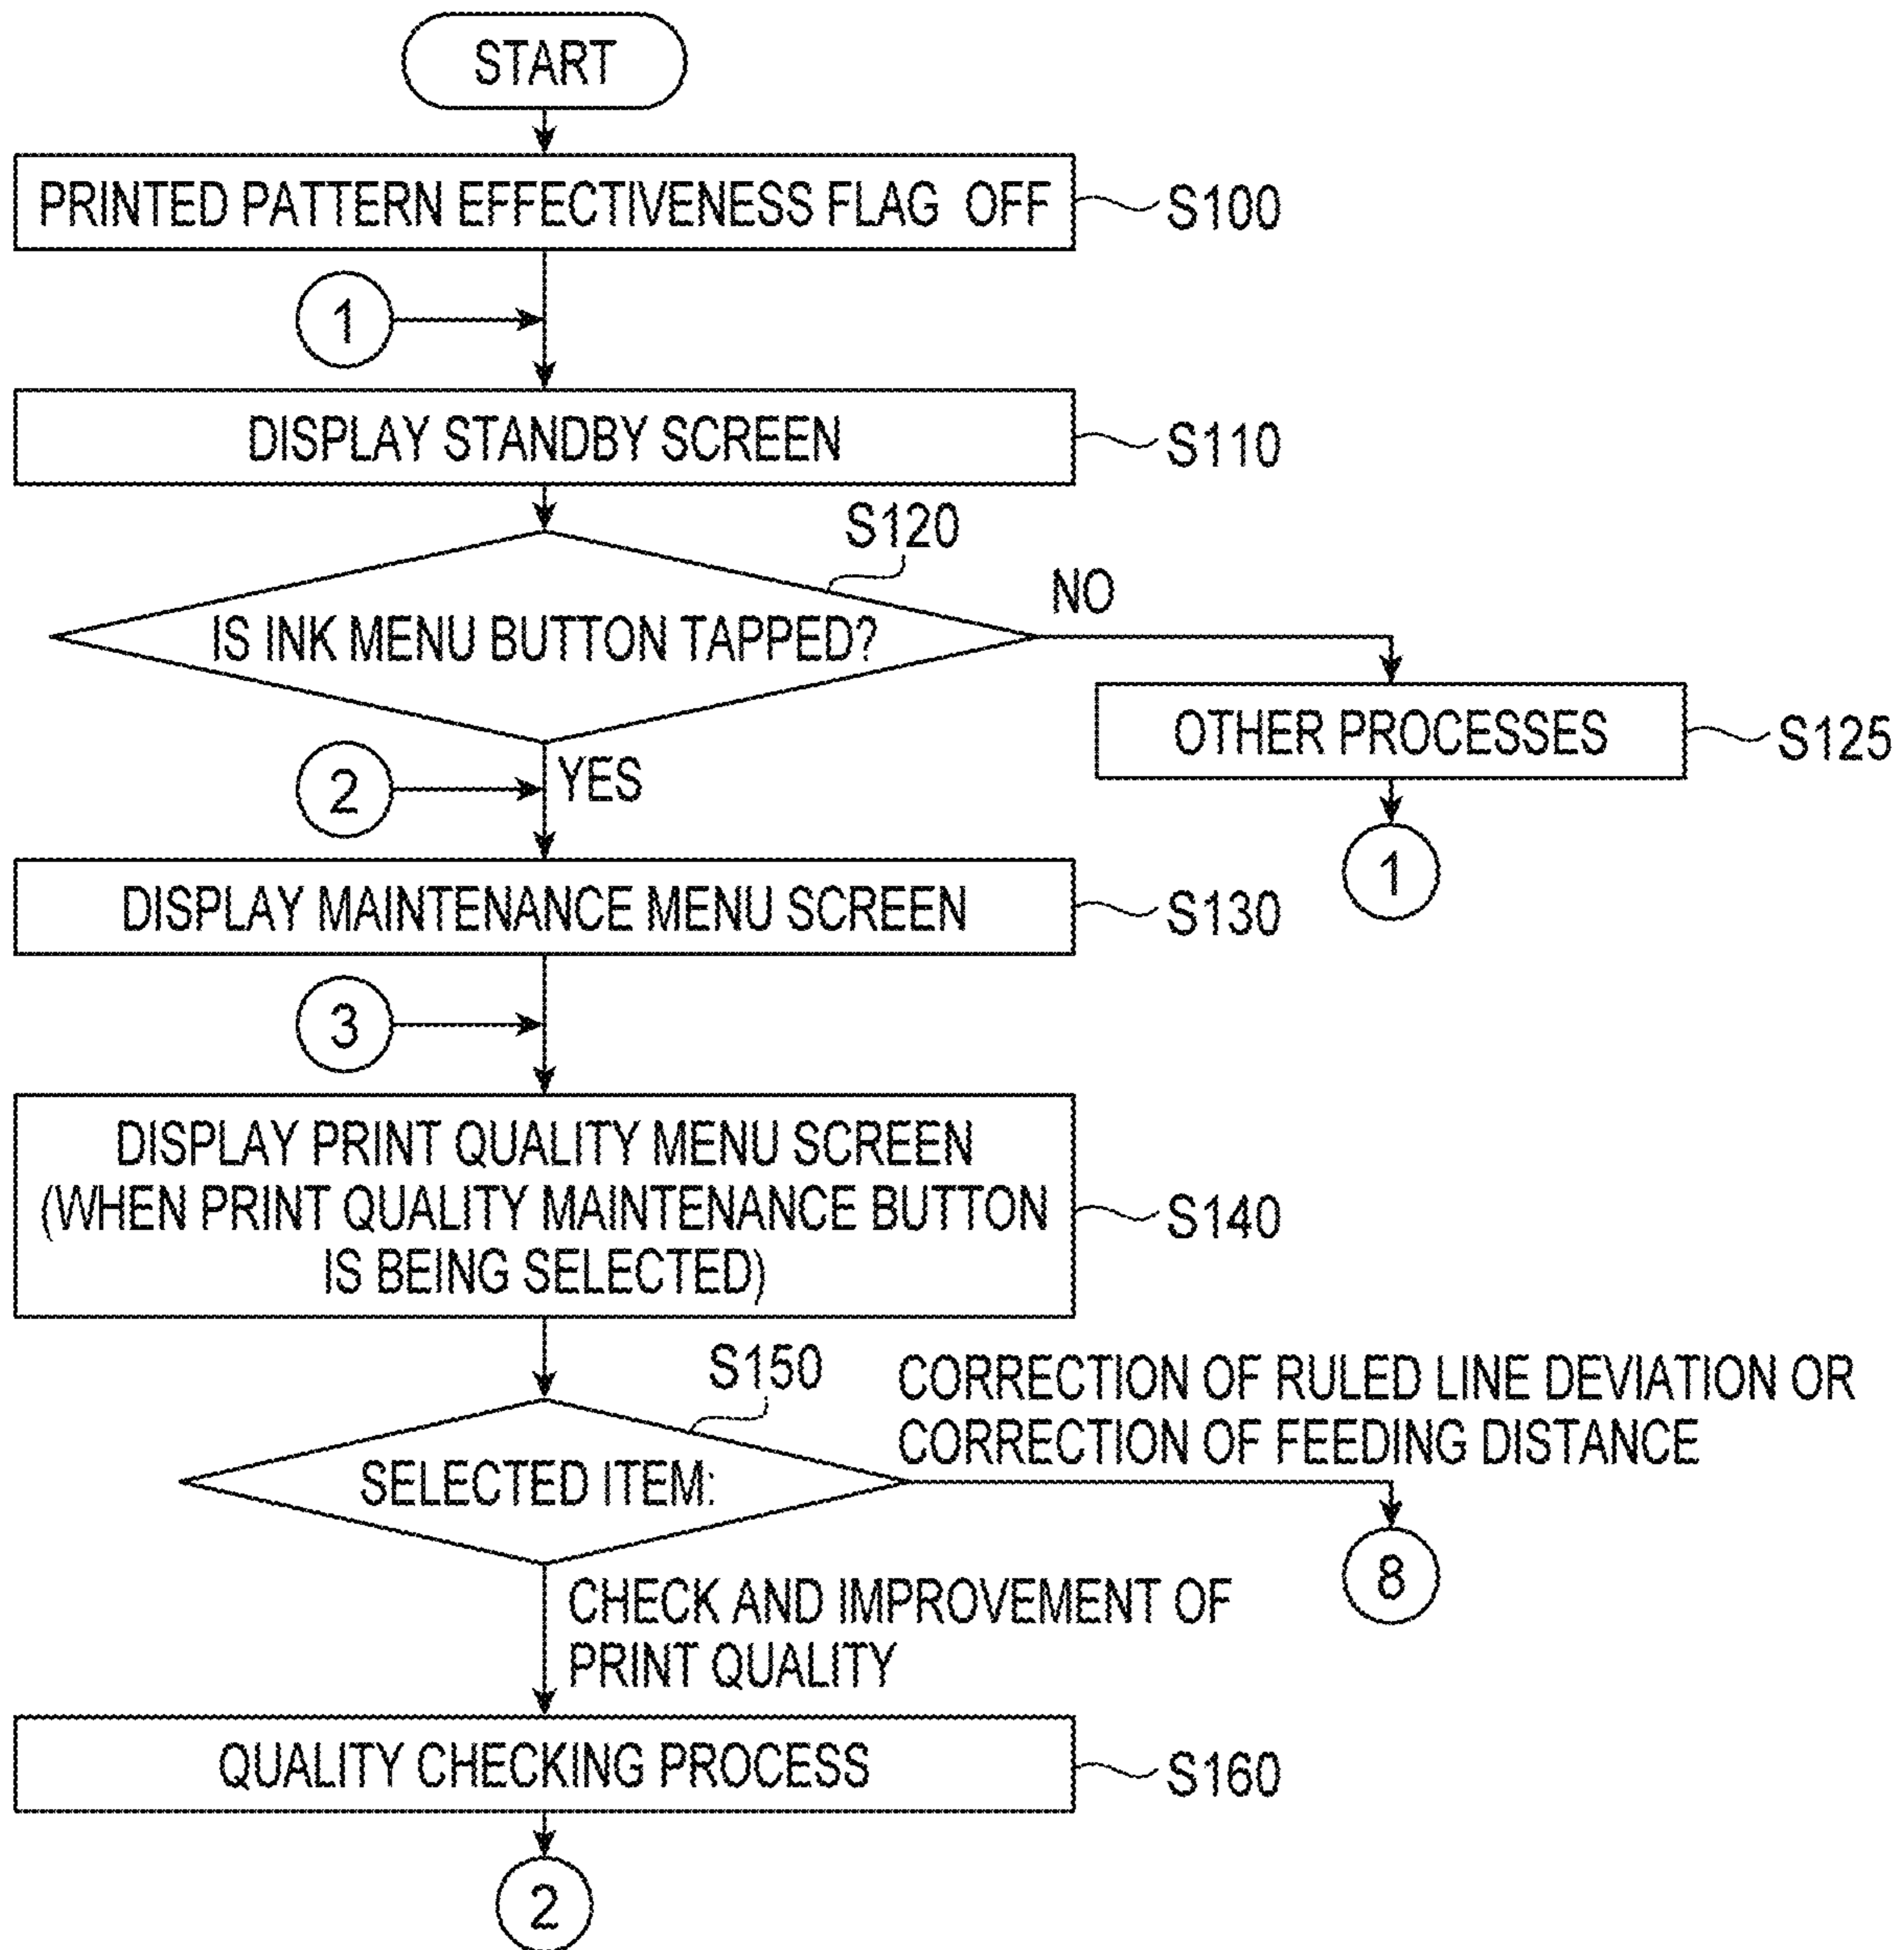 START
PRINTED PATTERN EFFECTIVENESS FLAG OFF
S100
1
DISPLAY STANDBY SCREEN
S110
S120
IS INK MENU BUTTON TAPPED?
NO
OTHER PROCESSES
S125
1
YES
2
DISPLAY MAINTENANCE MENU SCREEN
S130
3
DISPLAY PRINT QUALITY MENU SCREEN
(WHEN PRINT QUALITY MAINTENANCE BUTTON
IS BEING SELECTED)
S140
S150
SELECTED ITEM:
CORRECTION OF RULED LINE DEVIATION OR
CORRECTION OF FEEDING DISTANCE
8
CHECK AND IMPROVEMENT OF
PRINT QUALITY
QUALITY CHECKING PROCESS
S160
2